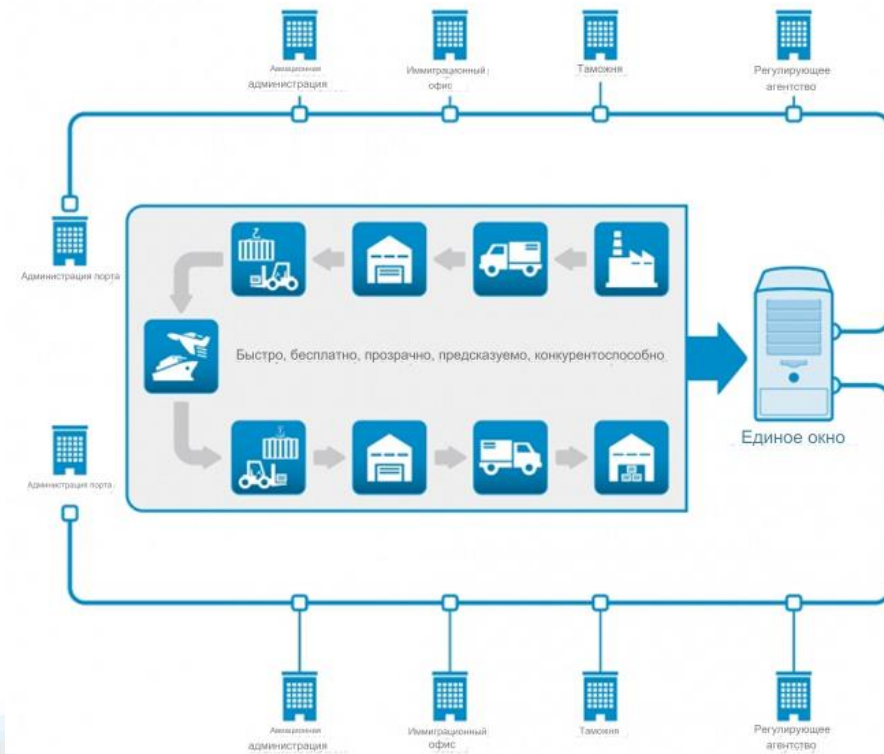 Авиационная
администрация
Иммиграционный
офис
Таможня
Регулирующее
агентство
Администрация порта
Быстро, бесплатно, прозрачно, предсказуемо, конкурентоспособно
Единое окно
Администрация порта
Авиационная
администрация
Иммиграционный
офис
Таможня
Регулирующее
агентство